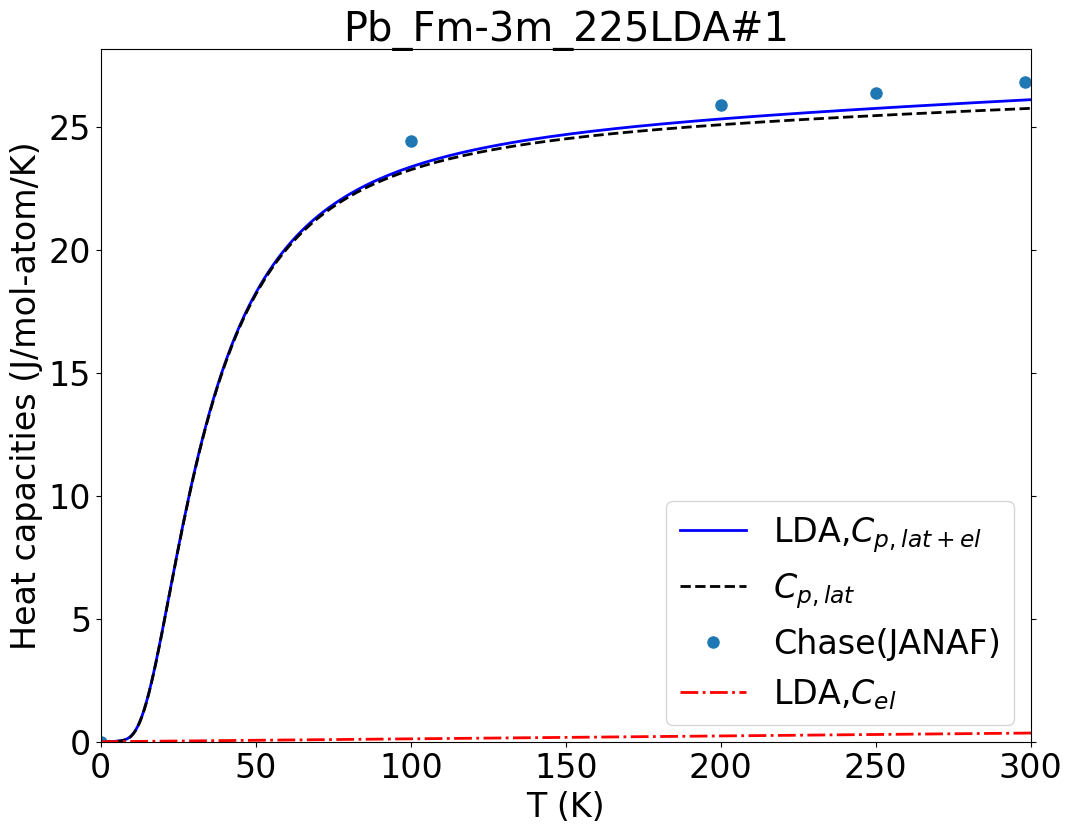 Pb_Fm-3m_225LDA#1
Heat capacities (J/mol-atom/K)
25
20
15
10
5
0
0 50 100 150 200 250 300
T (K)
LDA,C_{p, lat+el}
C_{p, lat}
Chase(JANAF)
LDA,C_{el}